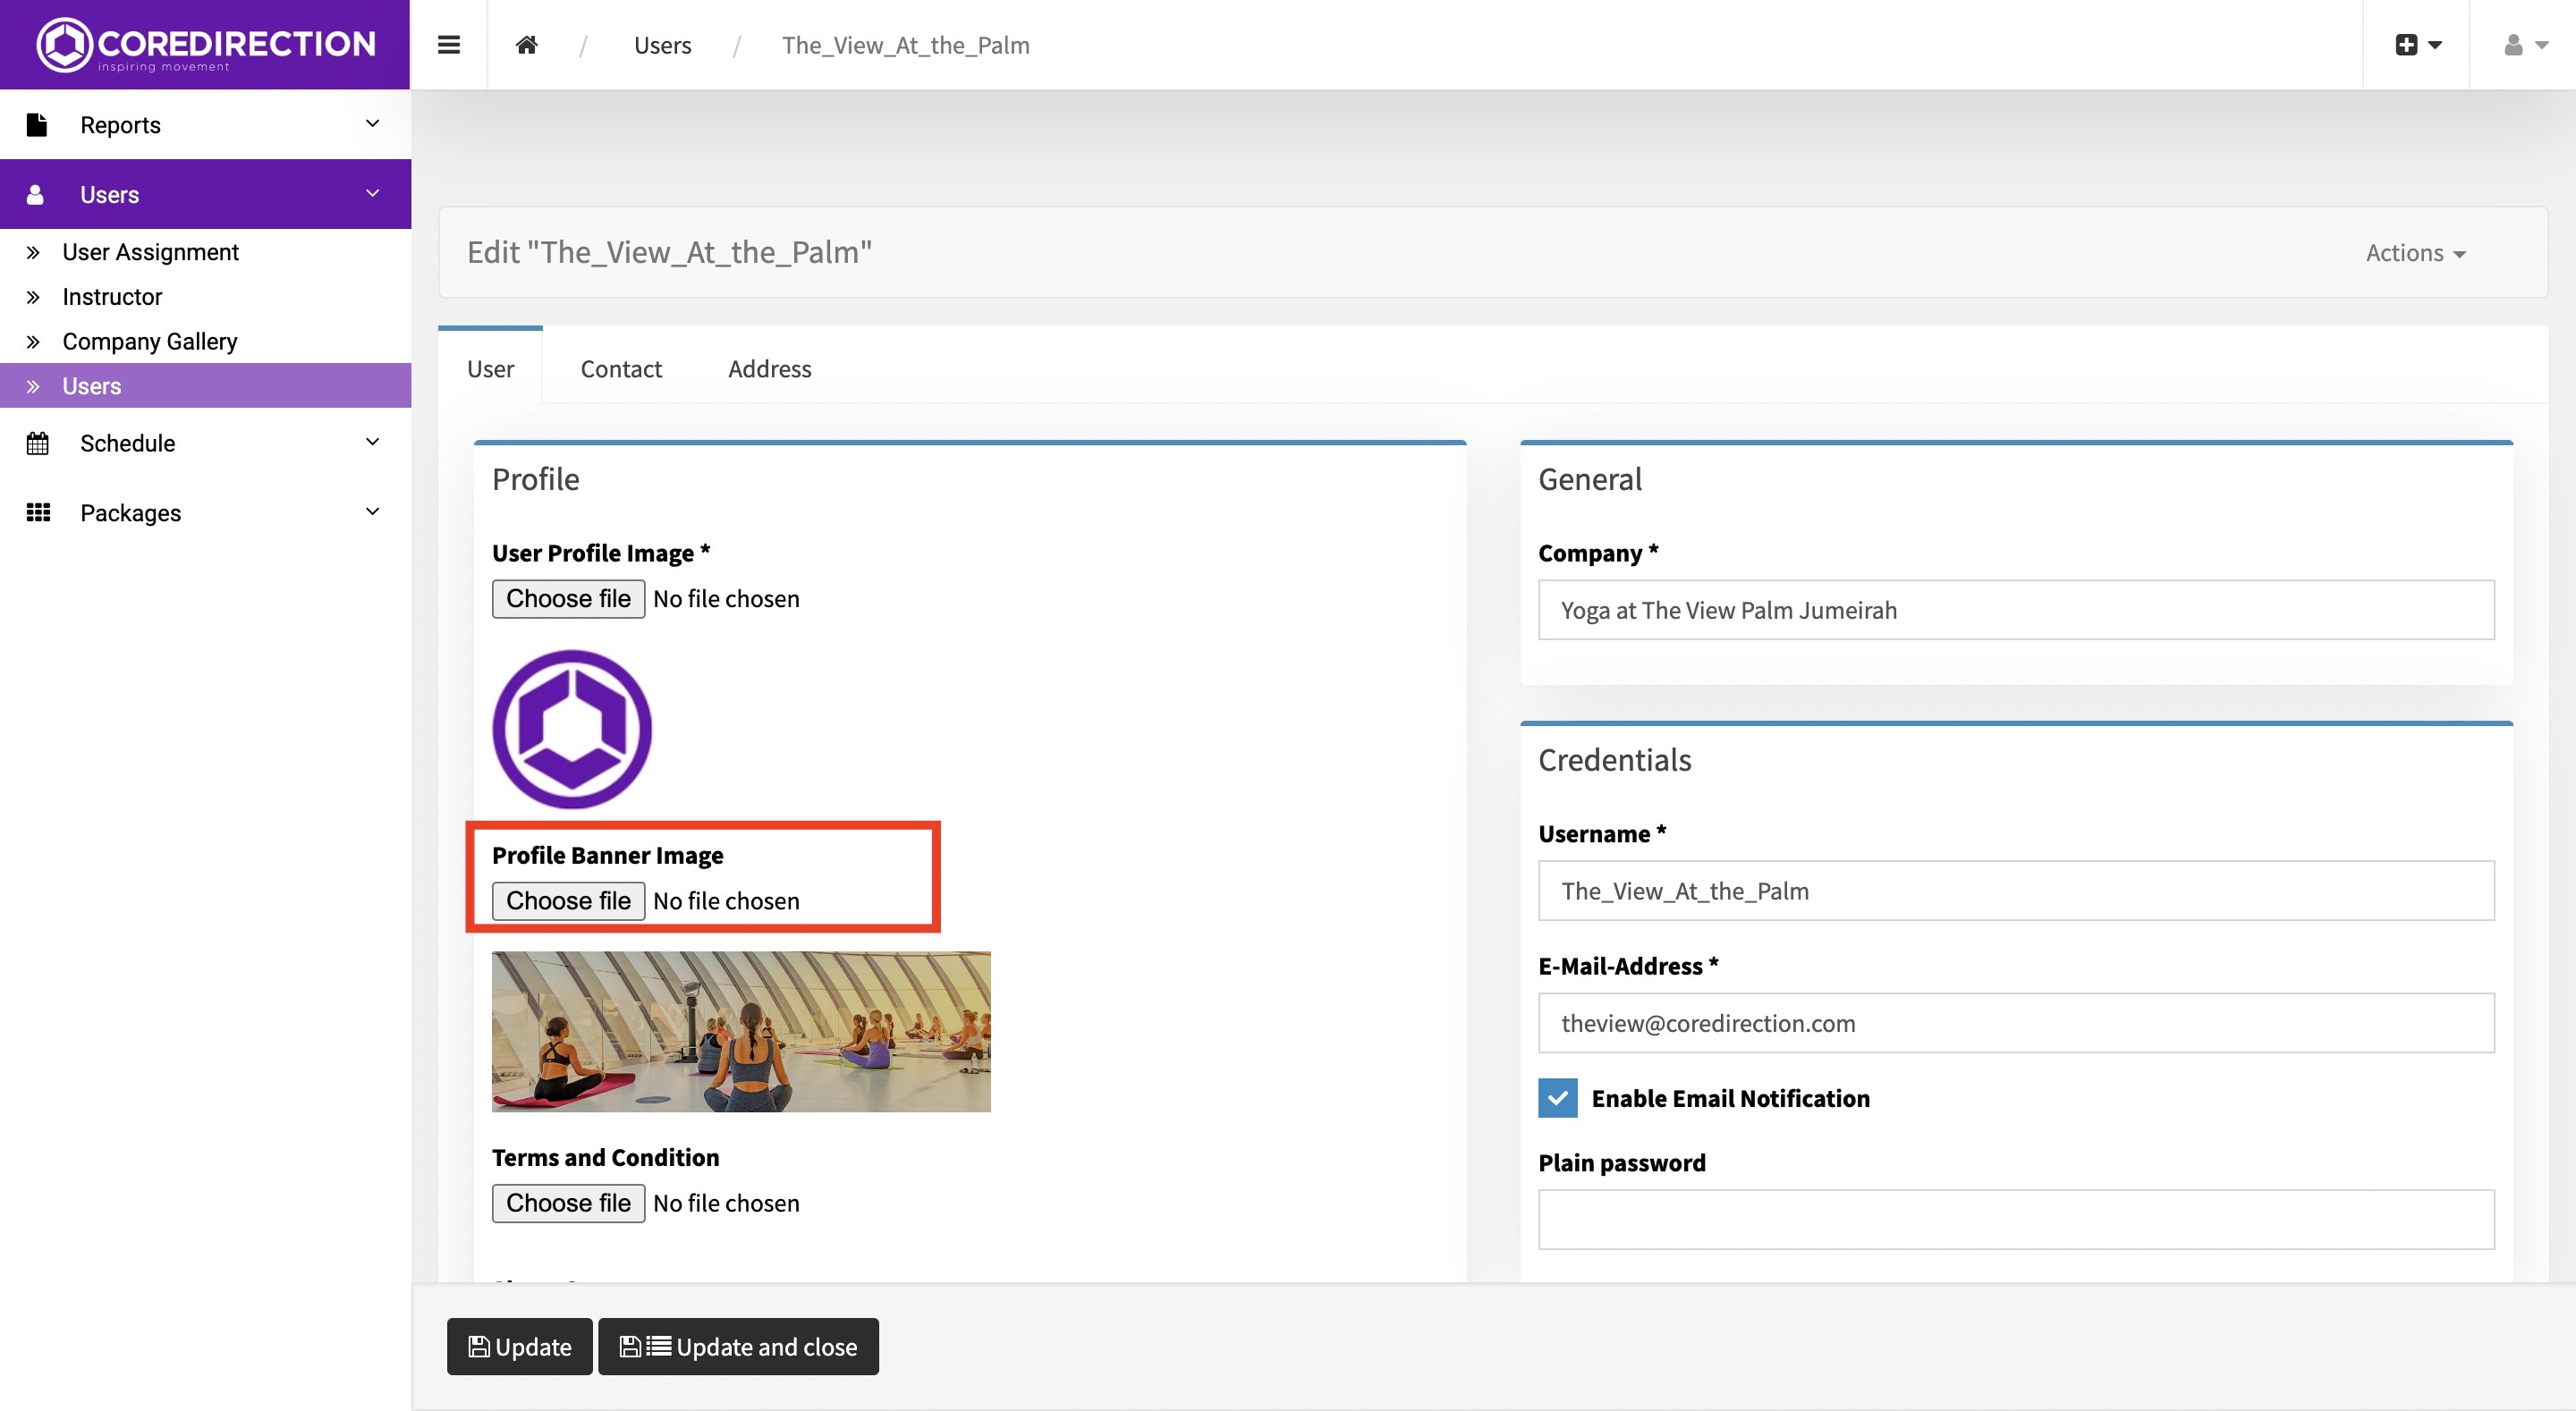 COREDIRECTION
inspiring movement
/ Users / The_View_At_the_Palm
Reports
Users
User Assignment
Instructor
Company Gallery
Users
Schedule
Packages
Edit "The_View_At_the_Palm"
Actions
User Contact Address
Profile
User Profile Image *
Choose file No file chosen
Profile Banner Image
Choose file No file chosen
Terms and Condition
Choose file No file chosen
General
Company *
Yoga at The View Palm Jumeirah
Credentials
Username *
The_View_At_the_Palm
E-Mail-Address *
theview@coredirection.com
Enable Email Notification
Plain password
Update
Update and close